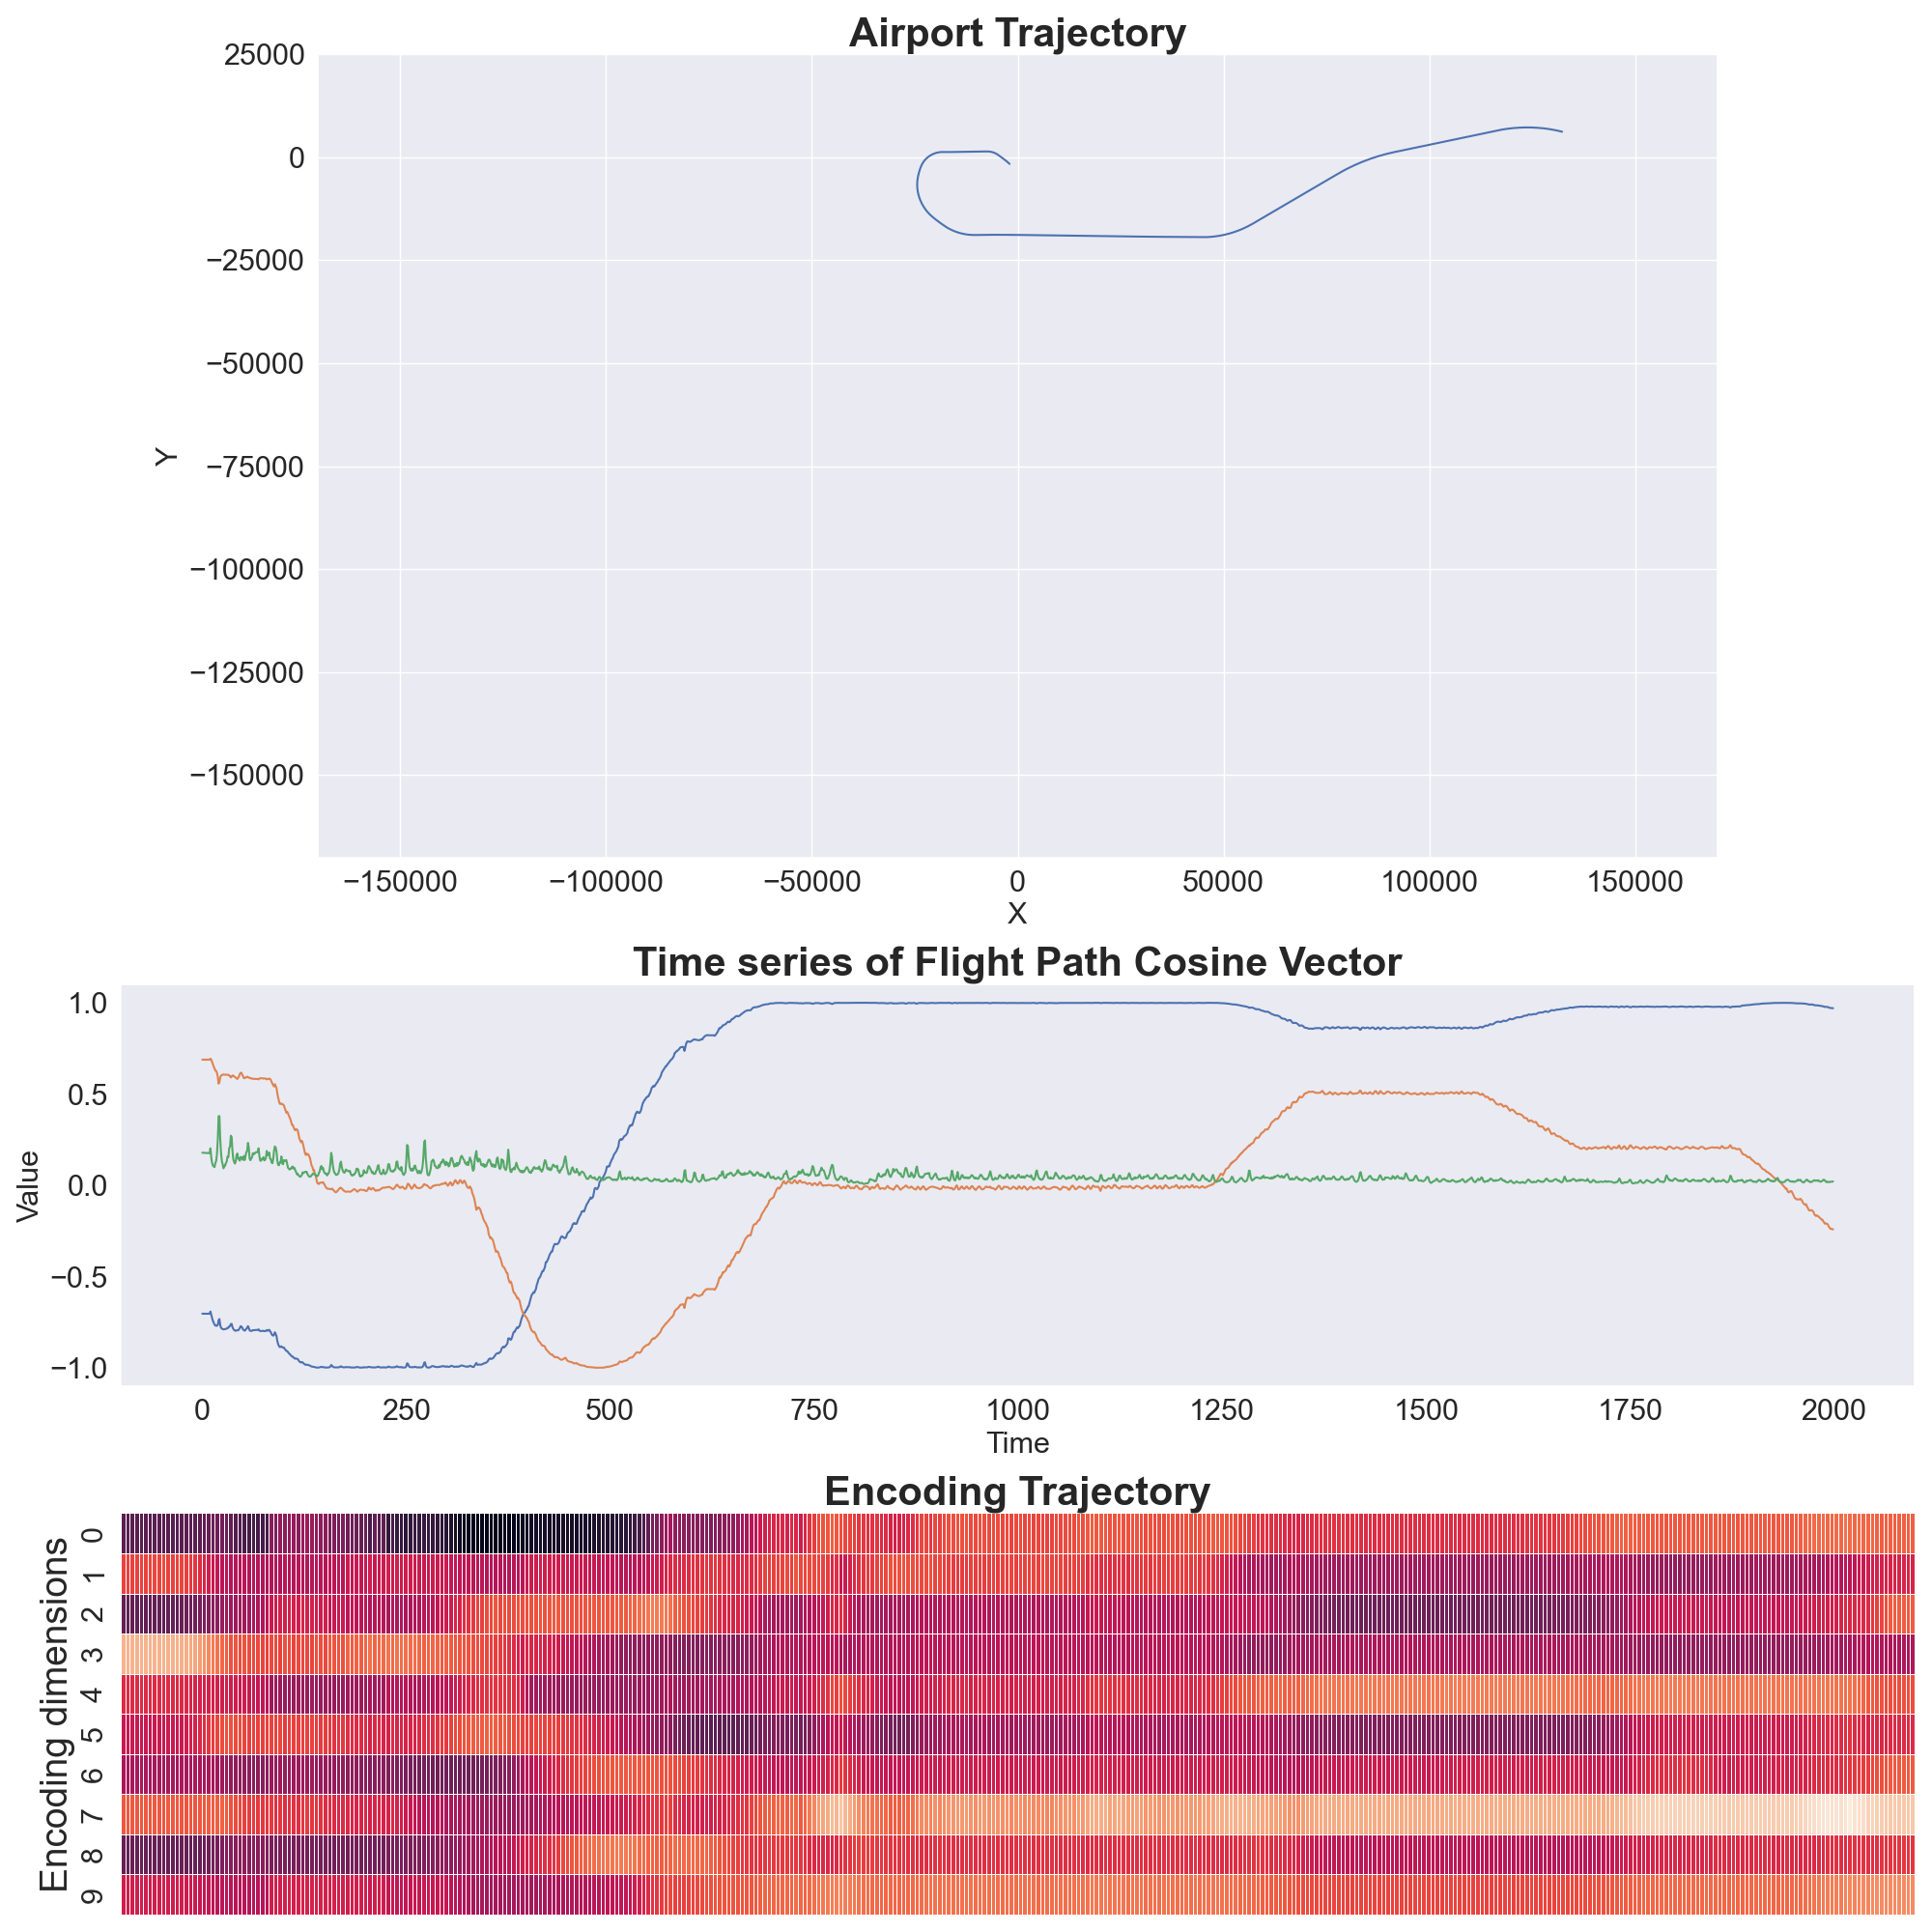 Airport Trajectory
25000
0
−25000
−50000
−75000
−100000
−125000
−150000
Y
−150000 −100000 −50000 0 50000 100000 150000
X
Time series of Flight Path Cosine Vector
1.0
0.5
0.0
−0.5
−1.0
Value
0 250 500 750 1000 1250 1500 1750 2000
Time
Encoding Trajectory
Encoding dimensions
0
1
2
3
4
5
6
7
8
9